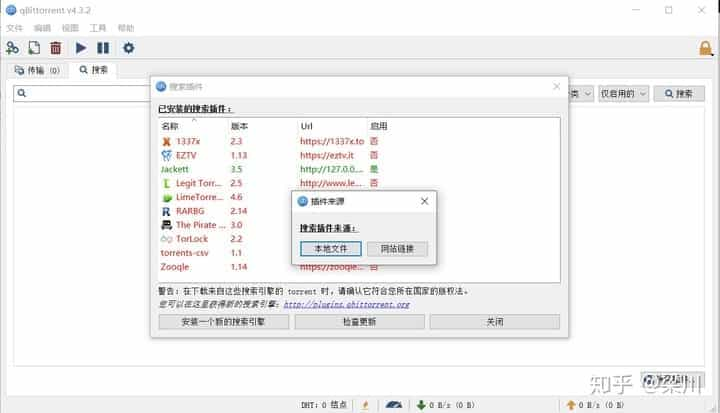 qBittorrent v4.3.2
文件 编辑 视图 工具 帮助
传输 (0) 搜索
类 仅启用的 搜索
搜索插件
已安装的搜索插件：
名称 版本 Url 启用
1337x 2.3 https://1337x.to 否
EZTV 1.13 https://eztv.it 否
Jackett 3.5 http://127.0.0.... 是
Legit Torr... 2.5 http://www.le... 否
LimeTorre... 4.6
RARBG 2.14
The Pirate ... 3.0
TorLock 2.2
torrents-csv 1.1
Zooqle 1.14 https://zooqle... 否
插件来源
搜索插件来源：
本地文件 网站链接
警告：在下载来自这些搜索引擎的 torrent 时，请确认它符合您所在国家的版权法。
您可以在这里获得新的搜索引擎：http://plugins.qbittorrent.org
安装一个新的搜索引擎 检查更新 关闭
知乎 @秦川
DHT: 0 结点 0 B/s (0 B) 0 B/s (0 B)